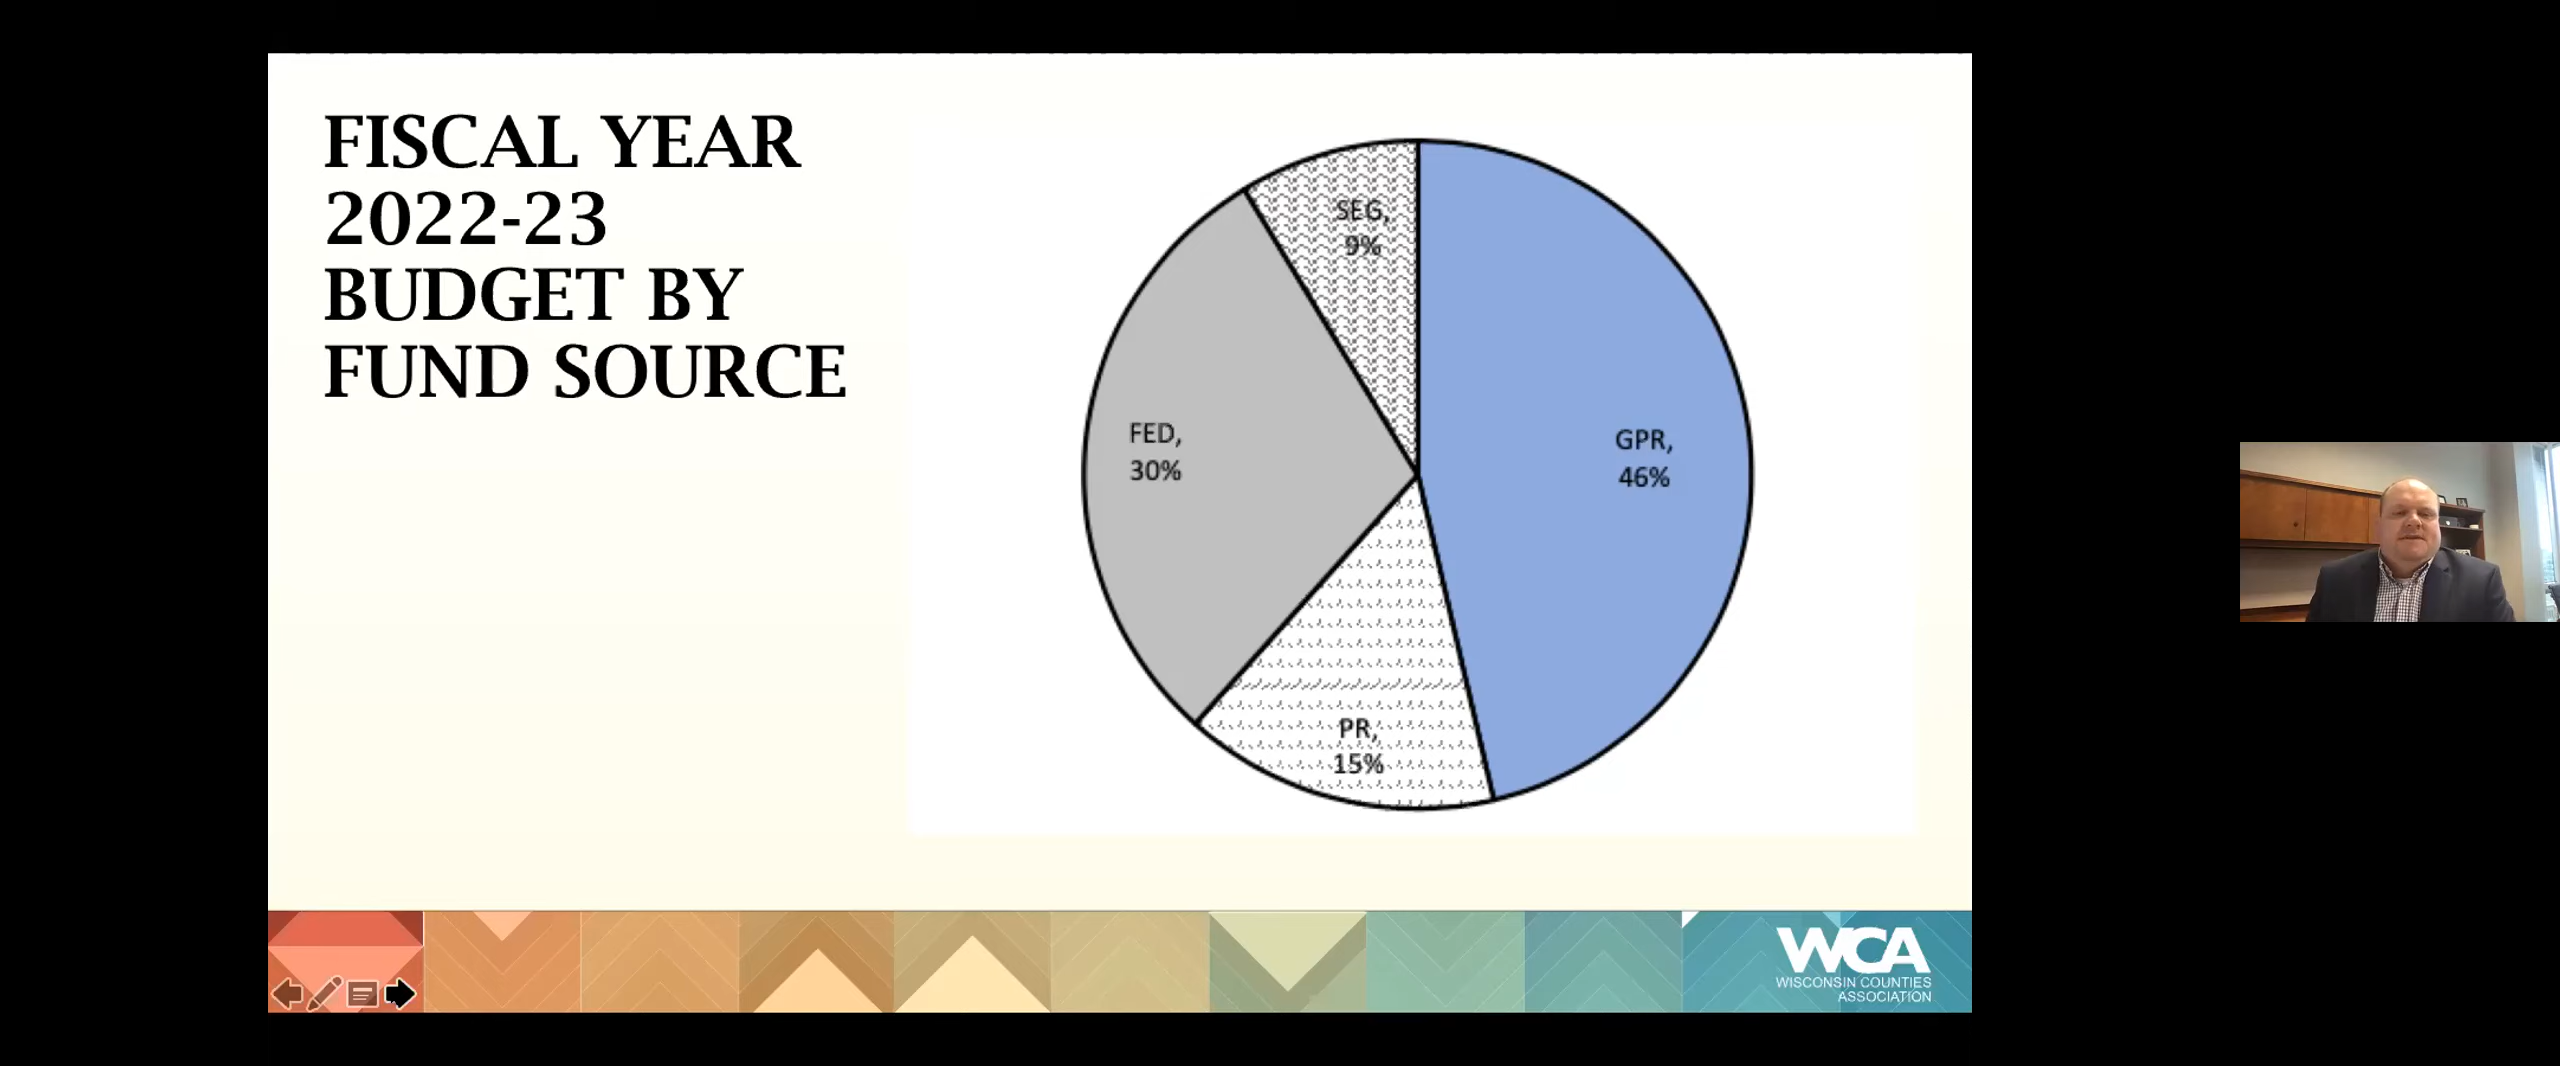 FISCAL YEAR
2022-23
BUDGET BY
FUND SOURCE
SEG,
9%
FED,
30%
GPR,
46%
PR,
15%
WCA
WISCONSIN COUNTIES
ASSOCIATION